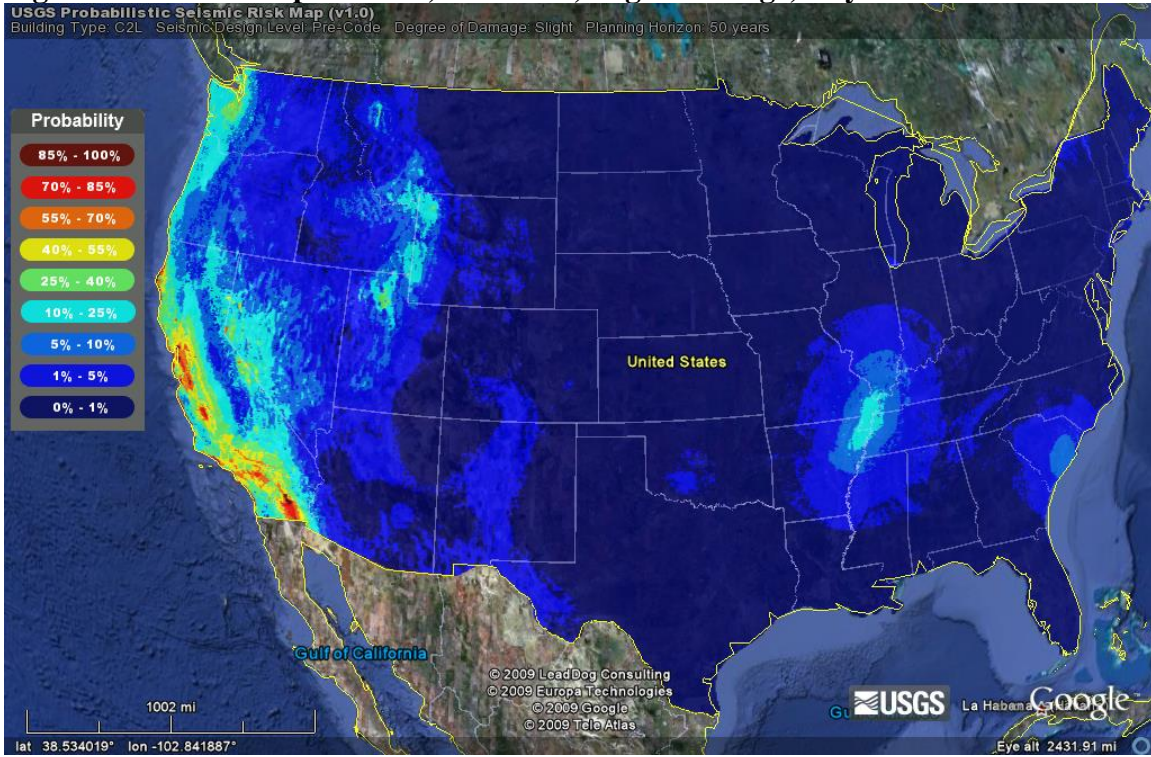 USGS Probabilistic Seismic Risk Map (v1.0)
Building Type: C2L Seismic Design Level: Pre-Code Degree of Damage: Slight Planning Horizon: 50 years
Probability
85% - 100%
70% - 85%
55% - 70%
40% - 55%
25% - 40%
10% - 25%
5% - 10%
1% - 5%
0% - 1%
United States
Gulf of California
© 2009 LeadDog Consulting
© 2009 Europa Technologies
© 2009 Google
© 2009 Tele Atlas
1002 mi
USGS
La Habana
Google
lat 38.534019° lon -102.841887°
Eye alt 2431.91 mi